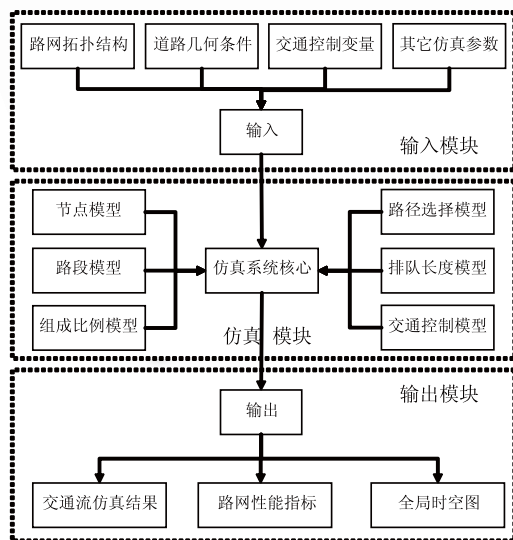 路网拓扑结构
道路几何条件
交通控制变量
其它仿真参数
输入
输入模块
节点模型
路径选择模型
路段模型
仿真系统核心
排队长度模型
组成比例模型
交通控制模型
仿真 模块
输出模块
输出
交通流仿真结果
路网性能指标
全局时空图